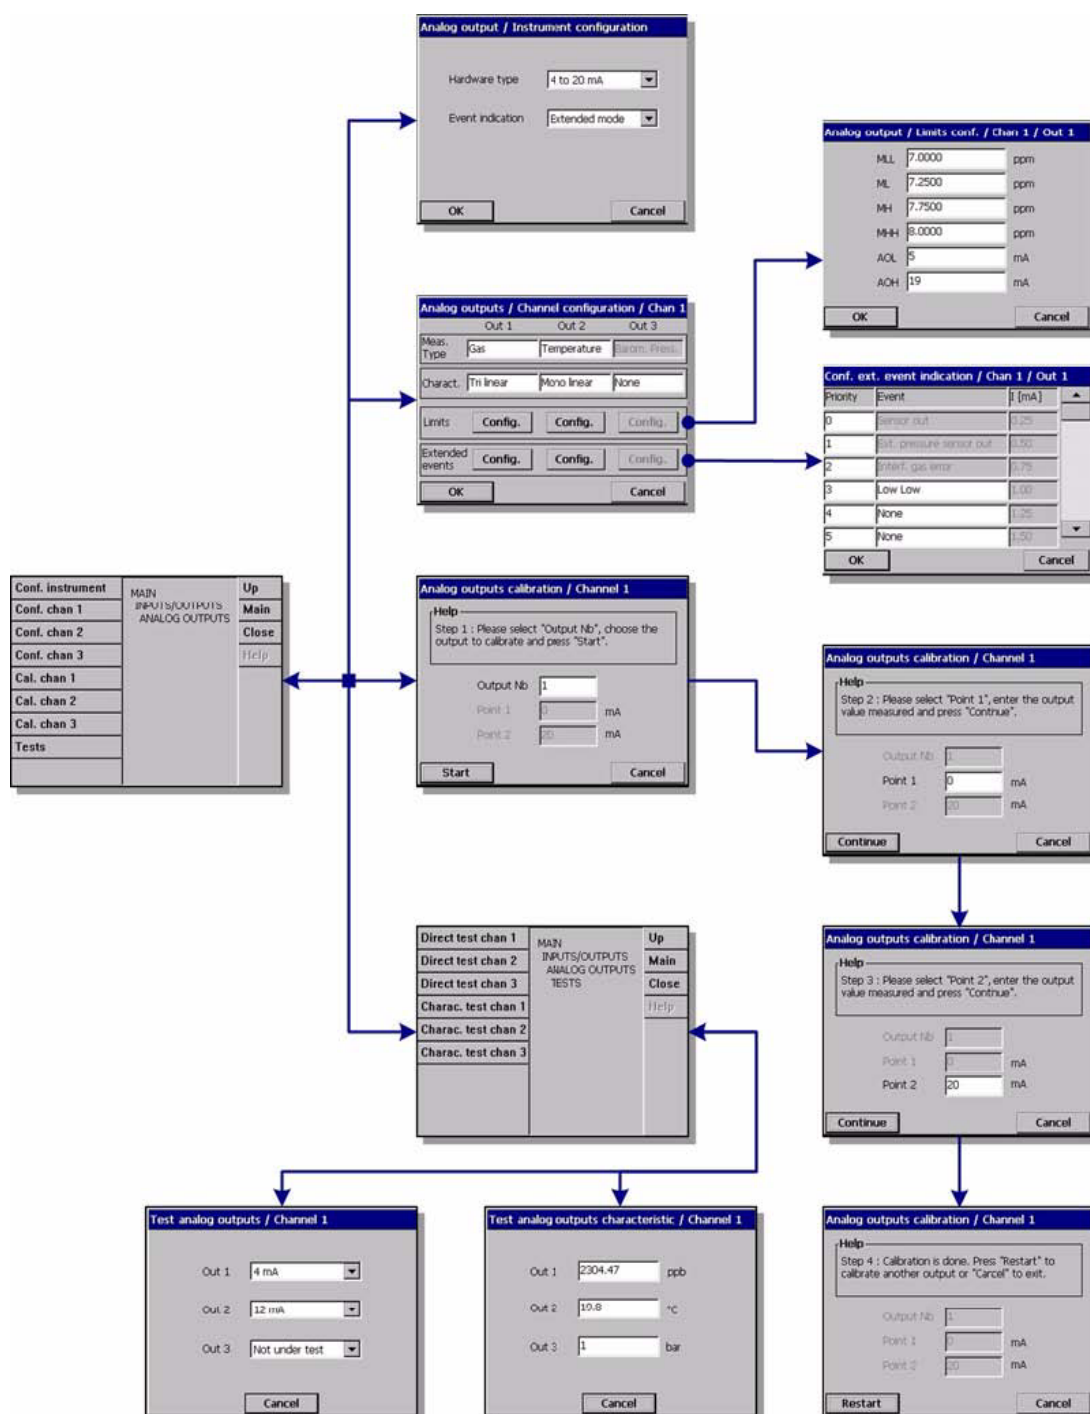 Analog output / Instrument configuration
Hardware type 4 to 20 mA
Event indication Extended mode
OK Cancel
Analog output / Limits conf. / Chan 1 / Out 1
MLL 7.0000 ppm
ML 7.2500 ppm
MH 7.7500 ppm
MHH 8.0000 ppm
AOL 5 mA
AOH 19 mA
OK Cancel
Analog outputs / Channel configuration / Chan 1
Out 1 Out 2 Out 3
Meas. Type Gas Temperature Barom. Press.
Charact. Tri linear Mono linear None
Limits Config. Config. Config.
Extended events Config. Config. Config.
OK Cancel
Conf. ext. event indication / Chan 1 / Out 1
Priority Event I [mA]
0 Sensor out 0.25
1 Ext. pressure sensor out 0.50
2 Interf. gas error 0.75
3 Low Low 1.00
4 None 1.25
5 None 1.50
OK Cancel
Conf. instrument
Conf. chan 1
Conf. chan 2
Conf. chan 3
Cal. chan 1
Cal. chan 2
Cal. chan 3
Tests
MAIN
INPUTS/OUTPUTS
ANALOG OUTPUTS
Up
Main
Close
Help
Analog outputs calibration / Channel 1
Help
Step 1 : Please select "Output Nb", choose the
output to calibrate and press "Start".
Output Nb 1
Point 1 0 mA
Point 2 20 mA
Start Cancel
Analog outputs calibration / Channel 1
Help
Step 2 : Please select "Point 1", enter the output
value measured and press "Continue".
Output Nb 1
Point 1 0 mA
Point 2 20 mA
Continue Cancel
Direct test chan 1
Direct test chan 2
Direct test chan 3
Charac. test chan 1
Charac. test chan 2
Charac. test chan 3
MAIN
INPUTS/OUTPUTS
ANALOG OUTPUTS
TESTS
Up
Main
Close
Help
Analog outputs calibration / Channel 1
Help
Step 3 : Please select "Point 2", enter the output
value measured and press "Continue".
Output Nb 1
Point 1 0 mA
Point 2 20 mA
Continue Cancel
Test analog outputs / Channel 1
Out 1 4 mA
Out 2 12 mA
Out 3 Not under test
Cancel
Test analog outputs characteristic / Channel 1
Out 1 2304.47 ppb
Out 2 19.8 °C
Out 3 1 bar
Cancel
Analog outputs calibration / Channel 1
Help
Step 4 : Calibration is done. Press "Restart" to
calibrate another output or "Cancel" to exit.
Output Nb 1
Point 1 0 mA
Point 2 20 mA
Restart Cancel